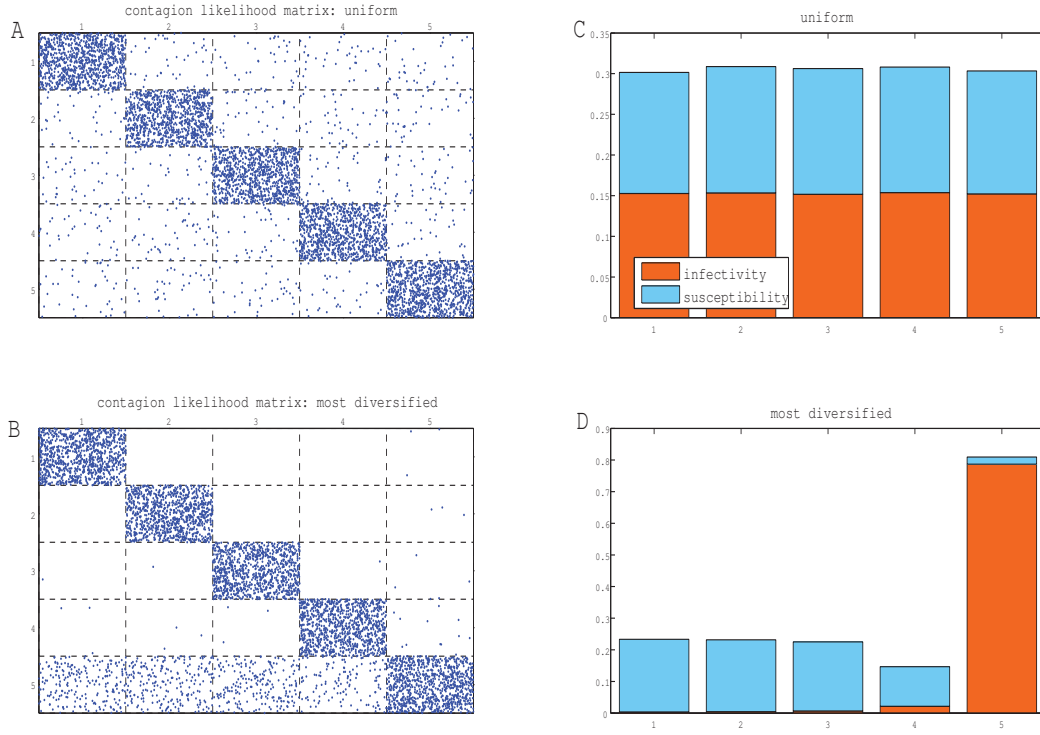 A
contagion likelihood matrix: uniform
1 2 3 4 5
1
2
3
4
5
C
uniform
0.35
0.3
0.25
0.2
0.15
0.1
0.05
0
infectivity
susceptibility
1 2 3 4 5
B
contagion likelihood matrix: most diversified
1 2 3 4 5
1
2
3
4
5
D
most diversified
0.9
0.8
0.7
0.6
0.5
0.4
0.3
0.2
0.1
0
1 2 3 4 5